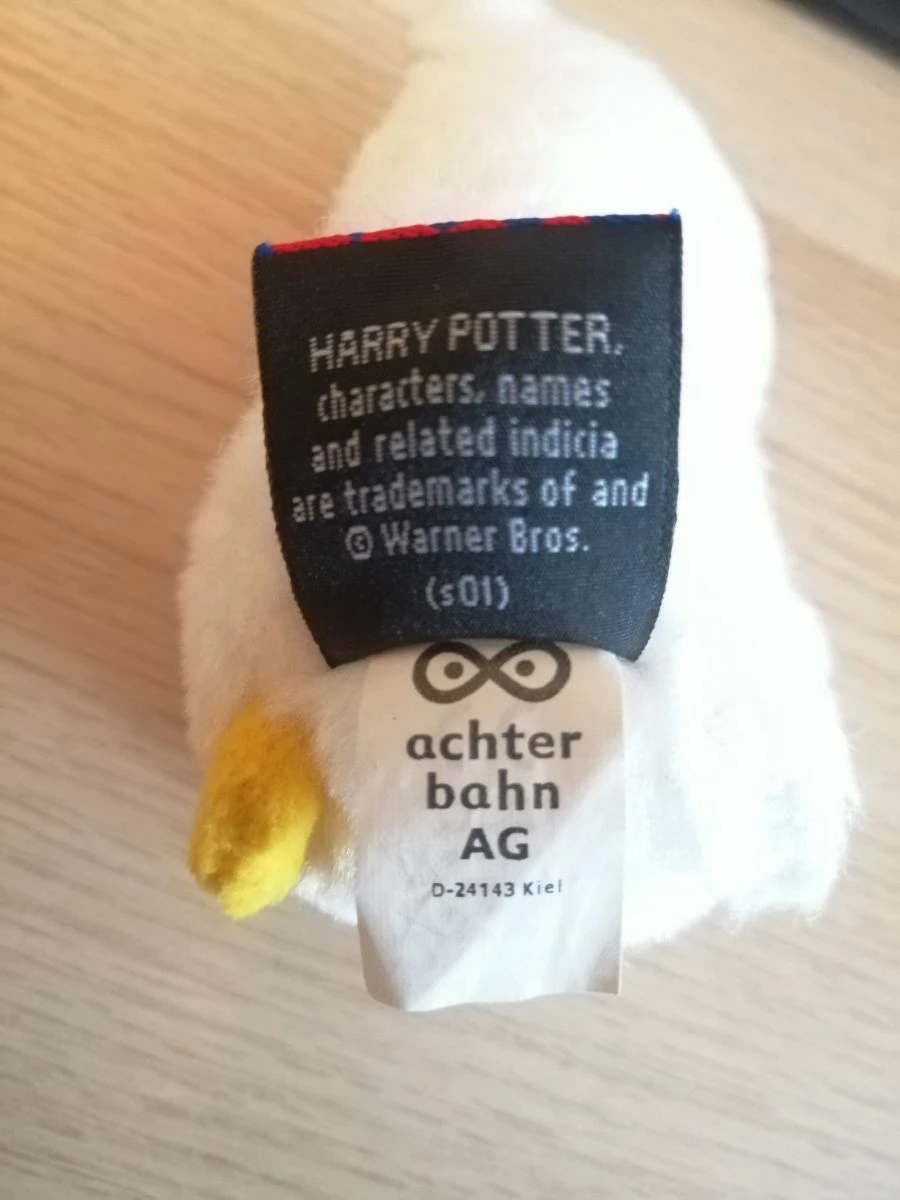 HARRY POTTER,
characters, names
and related indicia
are trademarks of and
© Warner Bros.
(s01)
achter
bahn
AG
D-24143 Kiel